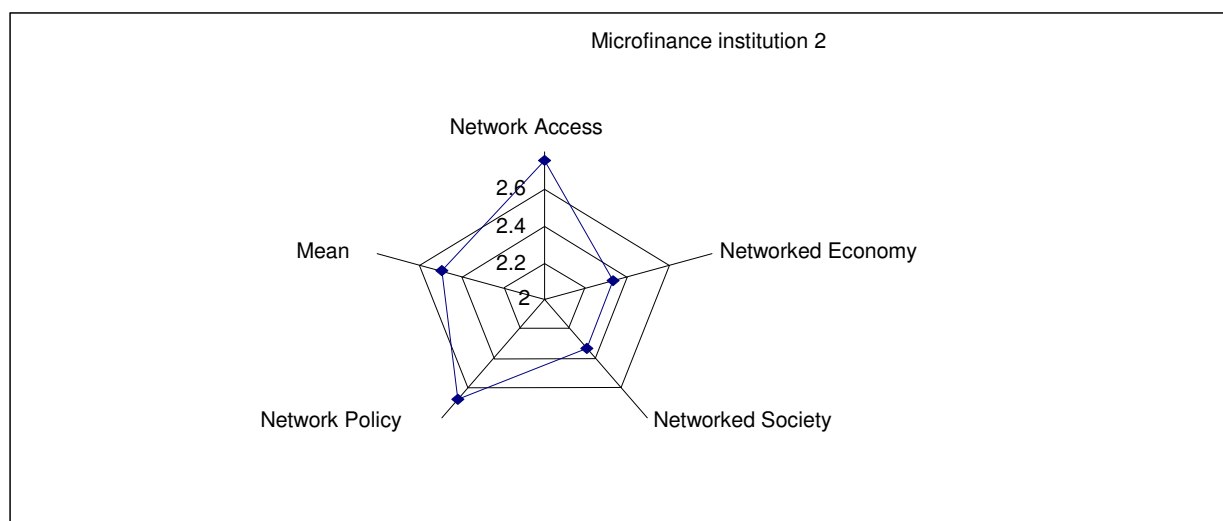 Microfinance institution 2
Network Access
2.6
2.4
Mean
Networked Economy
2.2
2
Network Policy
Networked Society